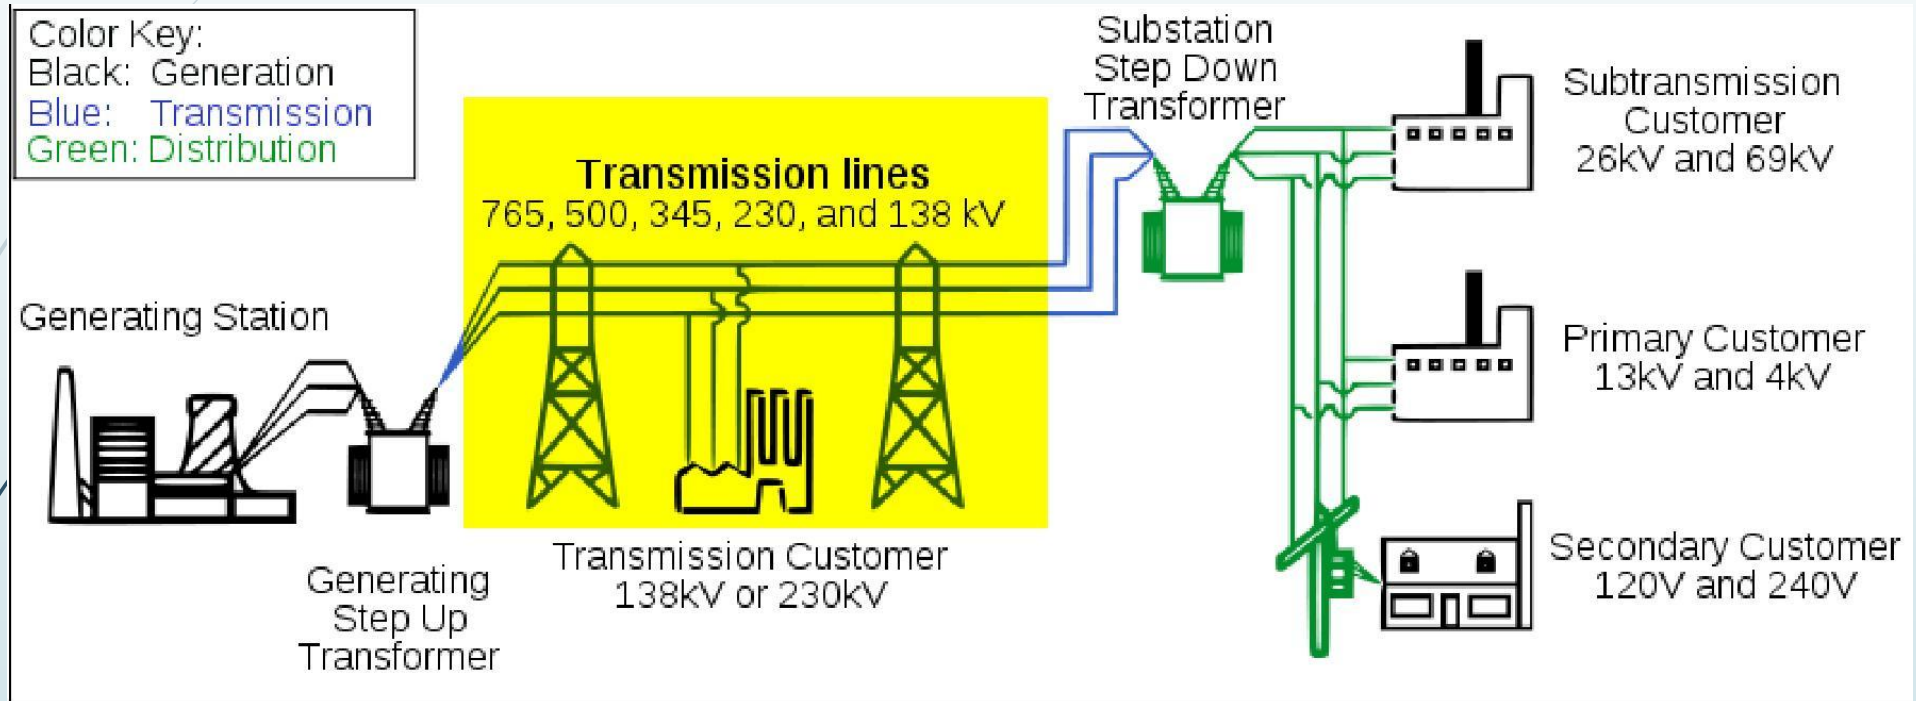 Color Key:
Black: Generation
Blue: Transmission
Green: Distribution
Substation
Step Down
Transformer
Subtransmission
Customer
26kV and 69kV
Transmission lines
765, 500, 345, 230, and 138 kV
Generating Station
Primary Customer
13kV and 4kV
Transmission Customer
138kV or 230kV
Generating
Step Up
Transformer
Secondary Customer
120V and 240V